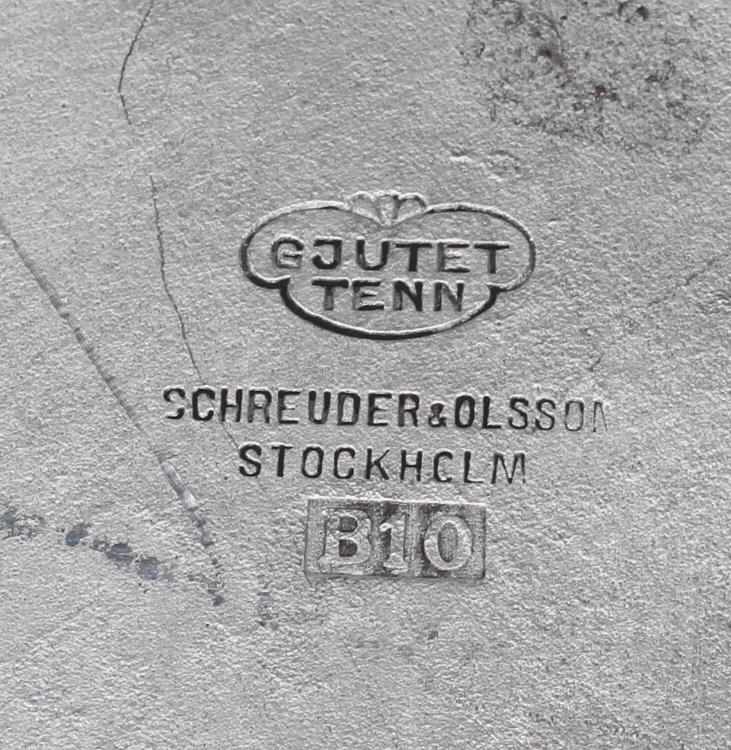 GJUTET
TENN
SCHREUDER & OLSSON
STOCKHOLM
B10